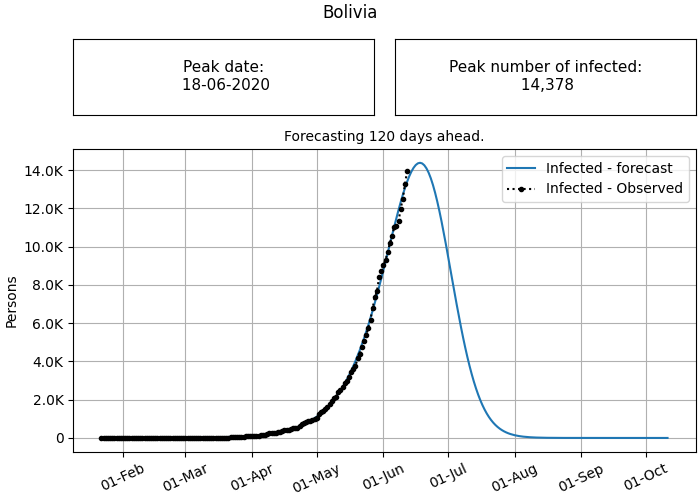 Bolivia
Peak date:
18-06-2020
Peak number of infected:
14,378
Forecasting 120 days ahead.
Infected - forecast
Infected - Observed
Persons
14.0K
12.0K
10.0K
8.0K
6.0K
4.0K
2.0K
0
01-Feb
01-Mar
01-Apr
01-May
01-Jun
01-Jul
01-Aug
01-Sep
01-Oct